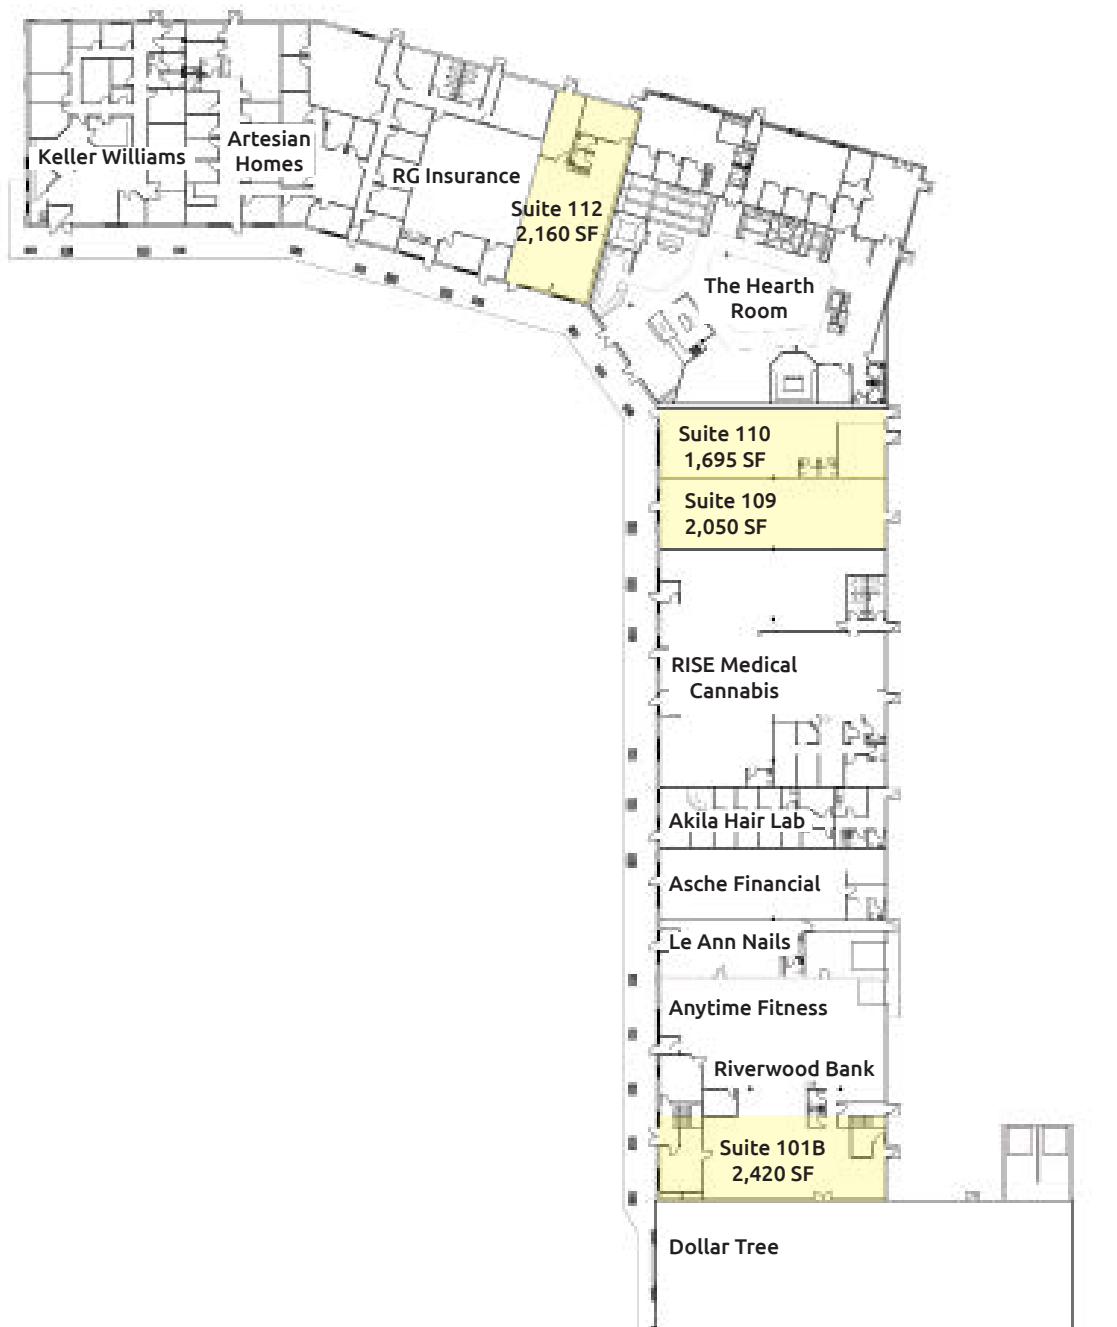 Keller Williams
Artesian
Homes
RG Insurance
Suite 112
2,160 SF
The Hearth
Room
Suite 110
1,695 SF
Suite 109
2,050 SF
RISE Medical
Cannabis
Akila Hair Lab
Asche Financial
Le Ann Nails
Anytime Fitness
Riverwood Bank
Suite 101B
2,420 SF
Dollar Tree